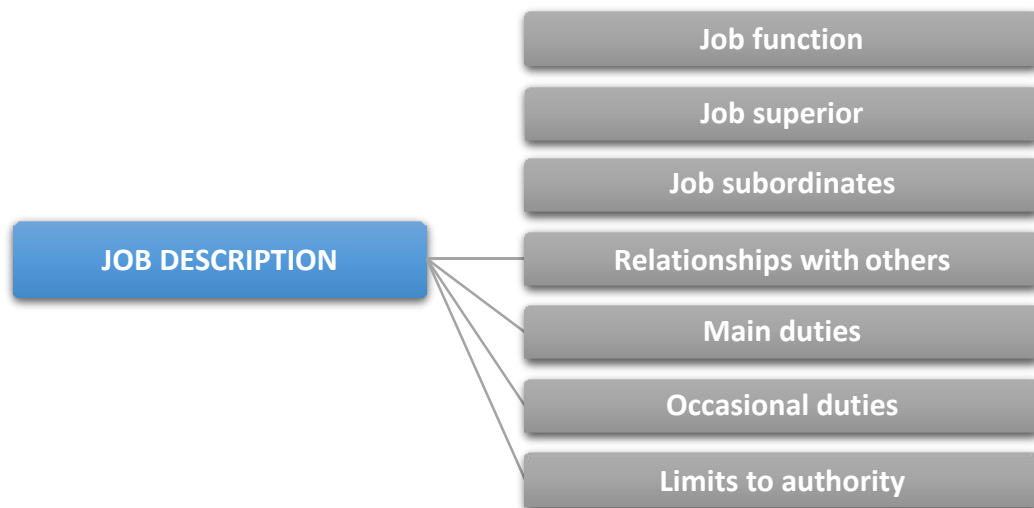 Job function
Job superior
Job subordinates
JOB DESCRIPTION
Relationships with others
Main duties
Occasional duties
Limits to authority